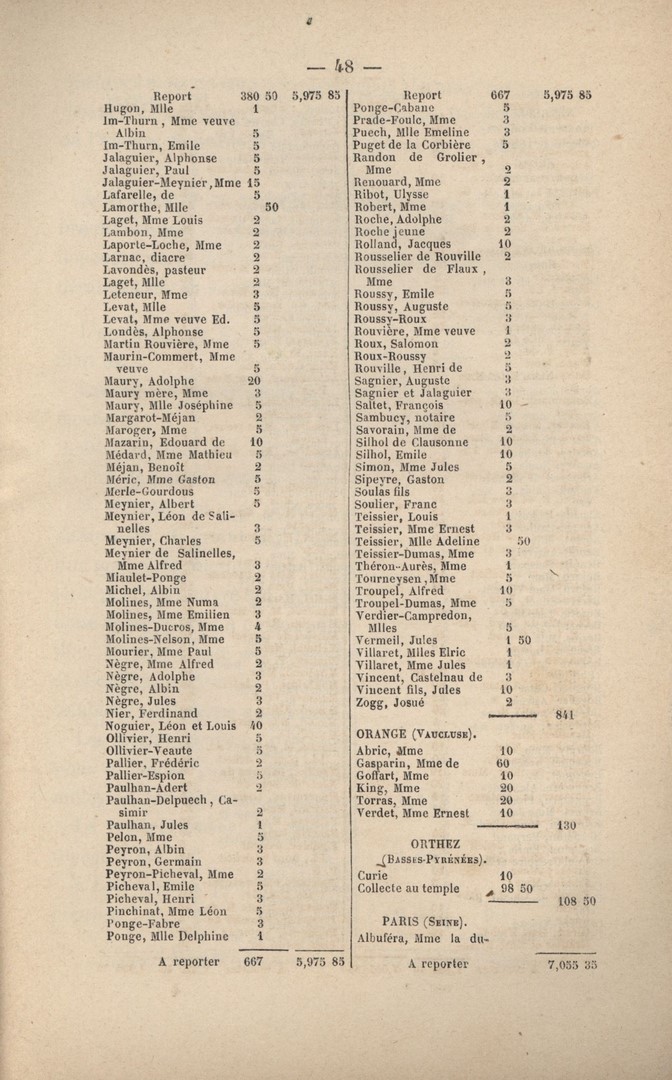 — 48 —
Report 380 50 5,975 85
Hugon, Mlle 1
Im-Thurn, Mme veuve
Albin 5
Im-Thurn, Emile 5
Jalaguier, Alphonse 5
Jalaguier, Paul 5
Jalaguier-Meynier, Mme 15
Lafarelle, de 5
Lamorthe, Mlle 50
Laget, Mme Louis 2
Lambon, Mme 2
Laporte-Loche, Mme 2
Larnac, diacre 2
Lavondès, pasteur 2
Laget, Mlle 2
Leteneur, Mme 3
Levat, Mlle 5
Levat, Mme veuve Ed. 5
Londès, Alphonse 5
Martin Rouvière, Mme 5
Maurin-Commert, Mme
veuve 5
Maury, Adolphe 20
Maury mère, Mme 3
Maury, Mlle Joséphine 5
Margarot-Méjan 2
Maroger, Mme 5
Mazarin, Edouard de 10
Médard, Mme Mathieu 5
Méjan, Benoît 2
Méric, Mme Gaston 5
Merle-Gourdous 5
Meynier, Albert 5
Meynier, Léon de Sali-
nelles 3
Meynier, Charles 5
Meynier de Salinelles,
Mme Alfred 3
Miaulet-Ponge 2
Michel, Albin 2
Molines, Mme Numa 2
Molines, Mme Emilien 3
Molines-Ducros, Mme 4
Molines-Nelson, Mme 5
Mourier, Mme Paul 5
Nègre, Mme Alfred 2
Nègre, Adolphe 3
Nègre, Albin 2
Nègre, Jules 3
Nier, Ferdinand 2
Noguier, Léon et Louis 40
Ollivier, Henri 5
Ollivier-Veaute 5
Pallier, Frédéric 2
Pallier-Espion 5
Paulhan-Adert 2
Paulhan-Delpuech, Ca-
simir 2
Paulhan, Jules 1
Pelon, Mme 5
Peyron, Albin 3
Peyron, Germain 3
Peyron-Picheval, Mme 2
Picheval, Emile 5
Picheval, Henri 3
Pinchinat, Mme Léon 5
Ponge-Fabre 3
Ponge, Mlle Delphine 1
A reporter 667 5,975 85
Report 667 5,975 85
Ponge-Cabane 5
Prade-Foulc, Mme 3
Puech, Mlle Emeline 3
Puget de la Corbière 5
Randon de Grolier,
Mme 2
Renouard, Mme 2
Ribot, Ulysse 1
Robert, Mme 1
Roche, Adolphe 2
Roche jeune 2
Rolland, Jacques 10
Rousselier de Rouville 2
Rousselier de Flaux,
Mme 3
Roussy, Emile 5
Roussy, Auguste 5
Roussy-Roux 3
Rouvière, Mme veuve 1
Roux, Salomon 2
Roux-Roussy 2
Rouville, Henri de 5
Sagnier, Auguste 3
Sagnier et Jalaguier 3
Saltet, François 10
Sambucy, notaire 5
Savorain, Mme de 2
Silhol de Clausonne 10
Silhol, Emile 10
Simon, Mme Jules 5
Sipeyre, Gaston 2
Soulas fils 3
Soulier, Franc 3
Teissier, Louis 1
Teissier, Mme Ernest 3
Teissier, Mlle Adeline 50
Teissier-Dumas, Mme 3
Théron-Aurès, Mme 1
Tourneysen, Mme 5
Troupel, Alfred 10
Troupel-Dumas, Mme 5
Verdier-Campredon,
Mlles 5
Vermeil, Jules 1 50
Villaret, Mlles Elric 1
Villaret, Mme Jules 1
Vincent, Castelnau de 3
Vincent fils, Jules 10
Zogg, Josué 2
841
ORANGE (VAUCLUSE).
Abric, Mme 10
Gasparin, Mme de 60
Goffart, Mme 10
King, Mme 20
Torras, Mme 20
Verdet, Mme Ernest 10
130
ORTHEZ
(BASSES-PYRÉNÉES).
Curie 10
Collecte au temple 98 50
108 50
PARIS (SEINE).
Albuféra, Mme la du-
A reporter 7,055 35